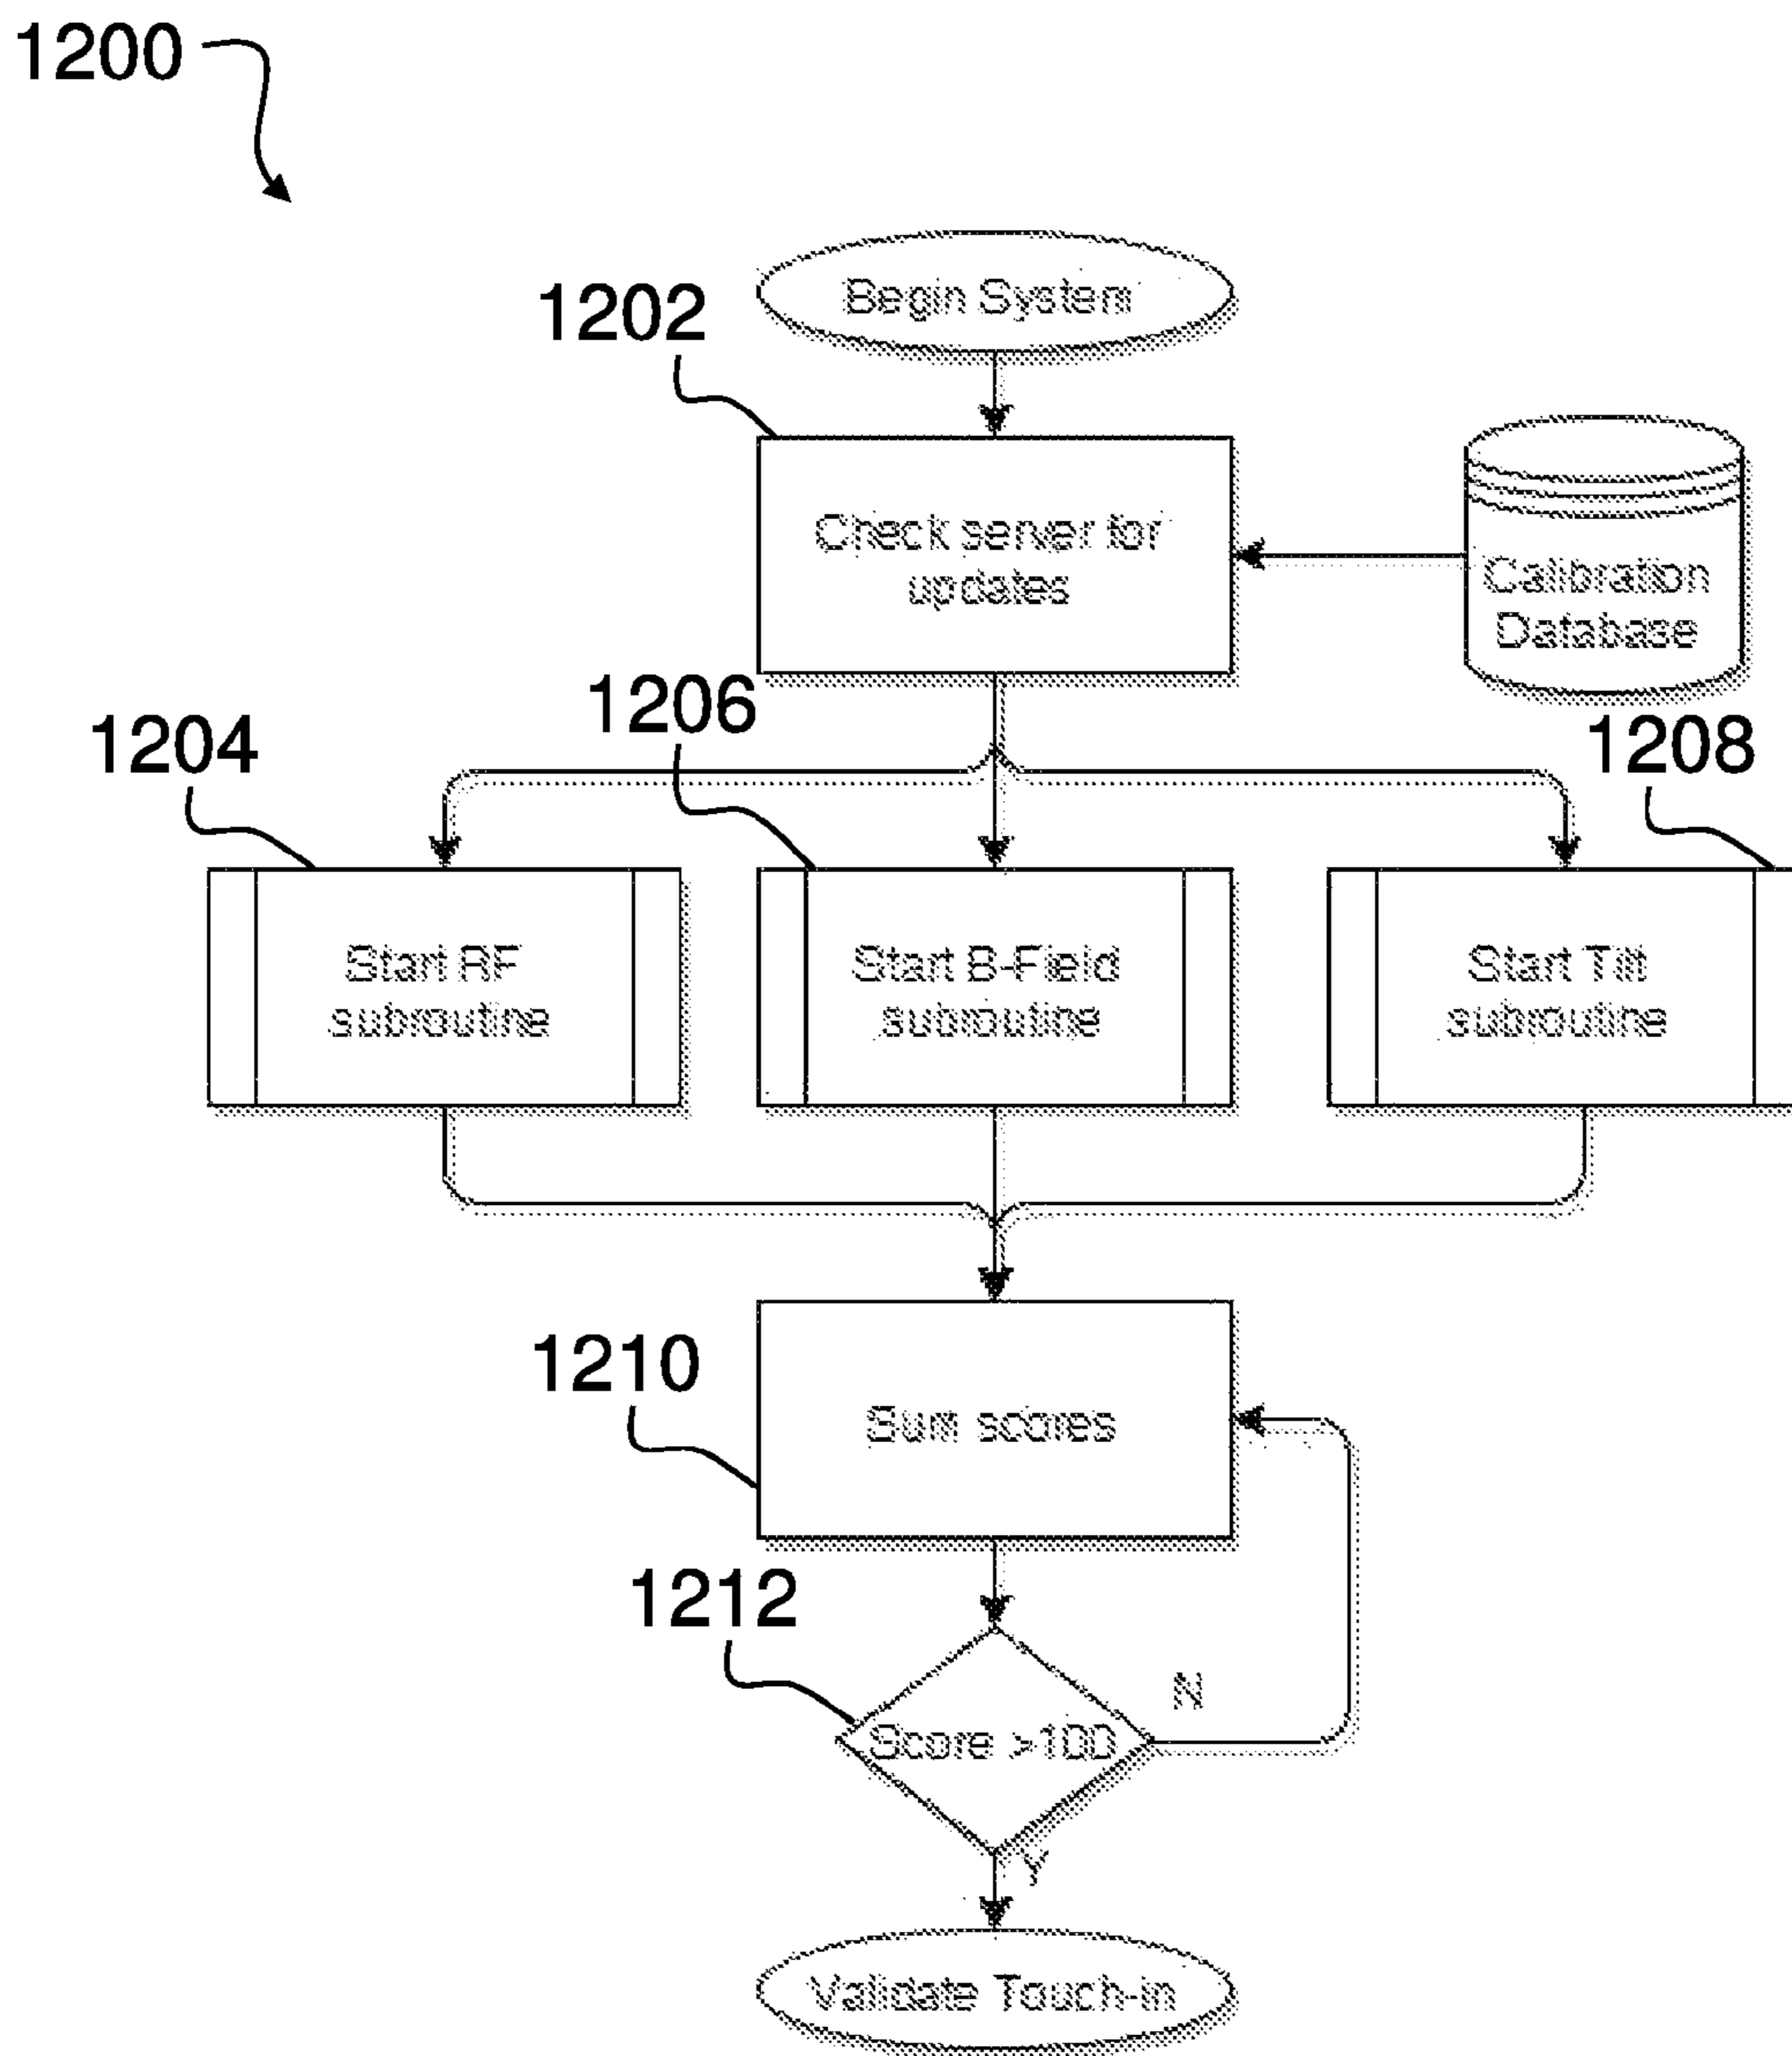 1200
Begin System
1202
Check server for
updates
Calibration
Database
1204
1206
1208
Start RF
subroutine
Start B-Field
subroutine
Start Tilt
subroutine
1210
Sum scores
1212
Score >100
N
Y
Validate Touch-in